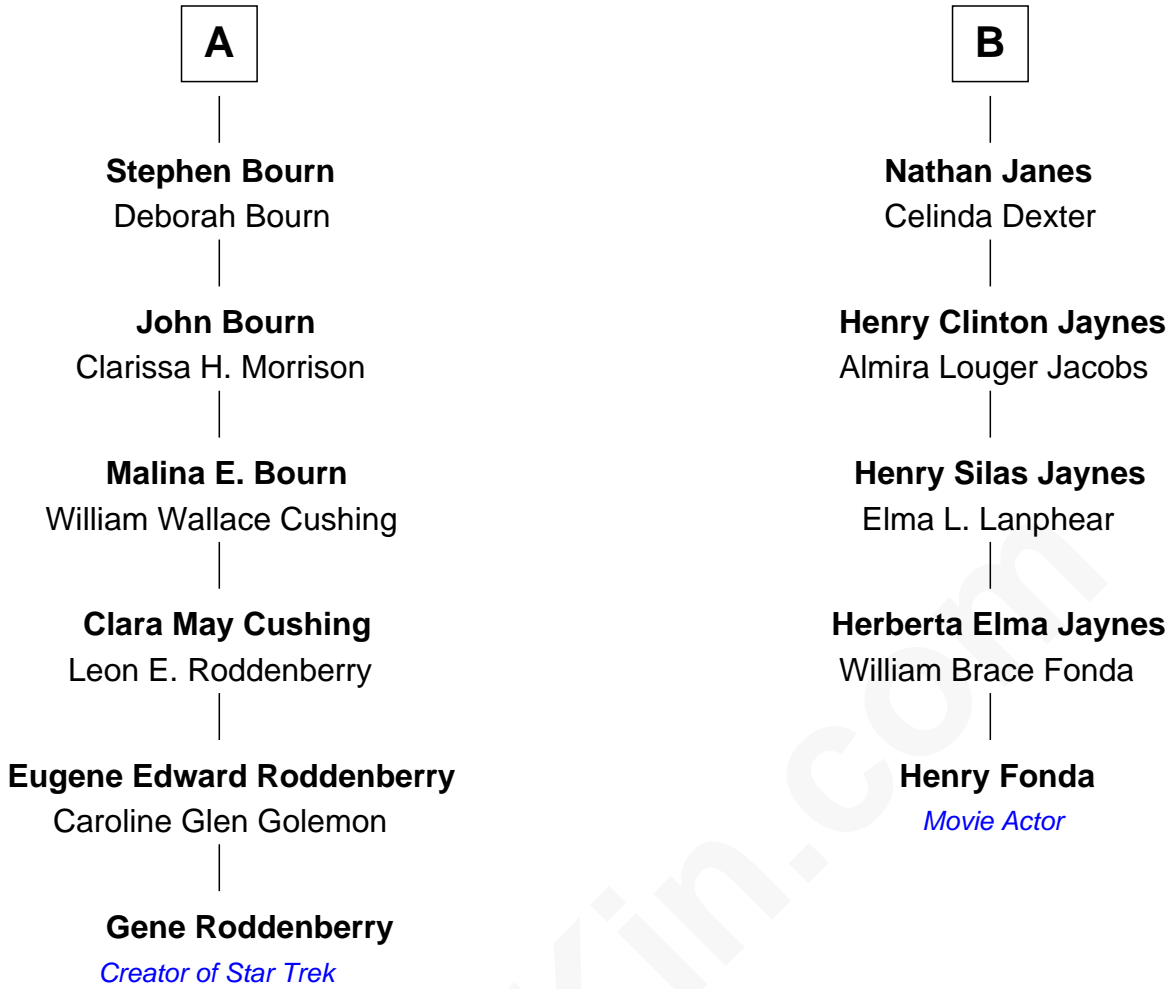 A
Stephen Bourn
Deborah Bourn
John Bourn
Clarissa H. Morrison
Malina E. Bourn
William Wallace Cushing
Clara May Cushing
Leon E. Roddenberry
Eugene Edward Roddenberry
Caroline Glen Golemon
Gene Roddenberry
Creator of Star Trek
B
Nathan Janes
Celinda Dexter
Henry Clinton Jaynes
Almira Louger Jacobs
Henry Silas Jaynes
Elma L. Lanphear
Herberta Elma Jaynes
William Brace Fonda
Henry Fonda
Movie Actor
Kin.com